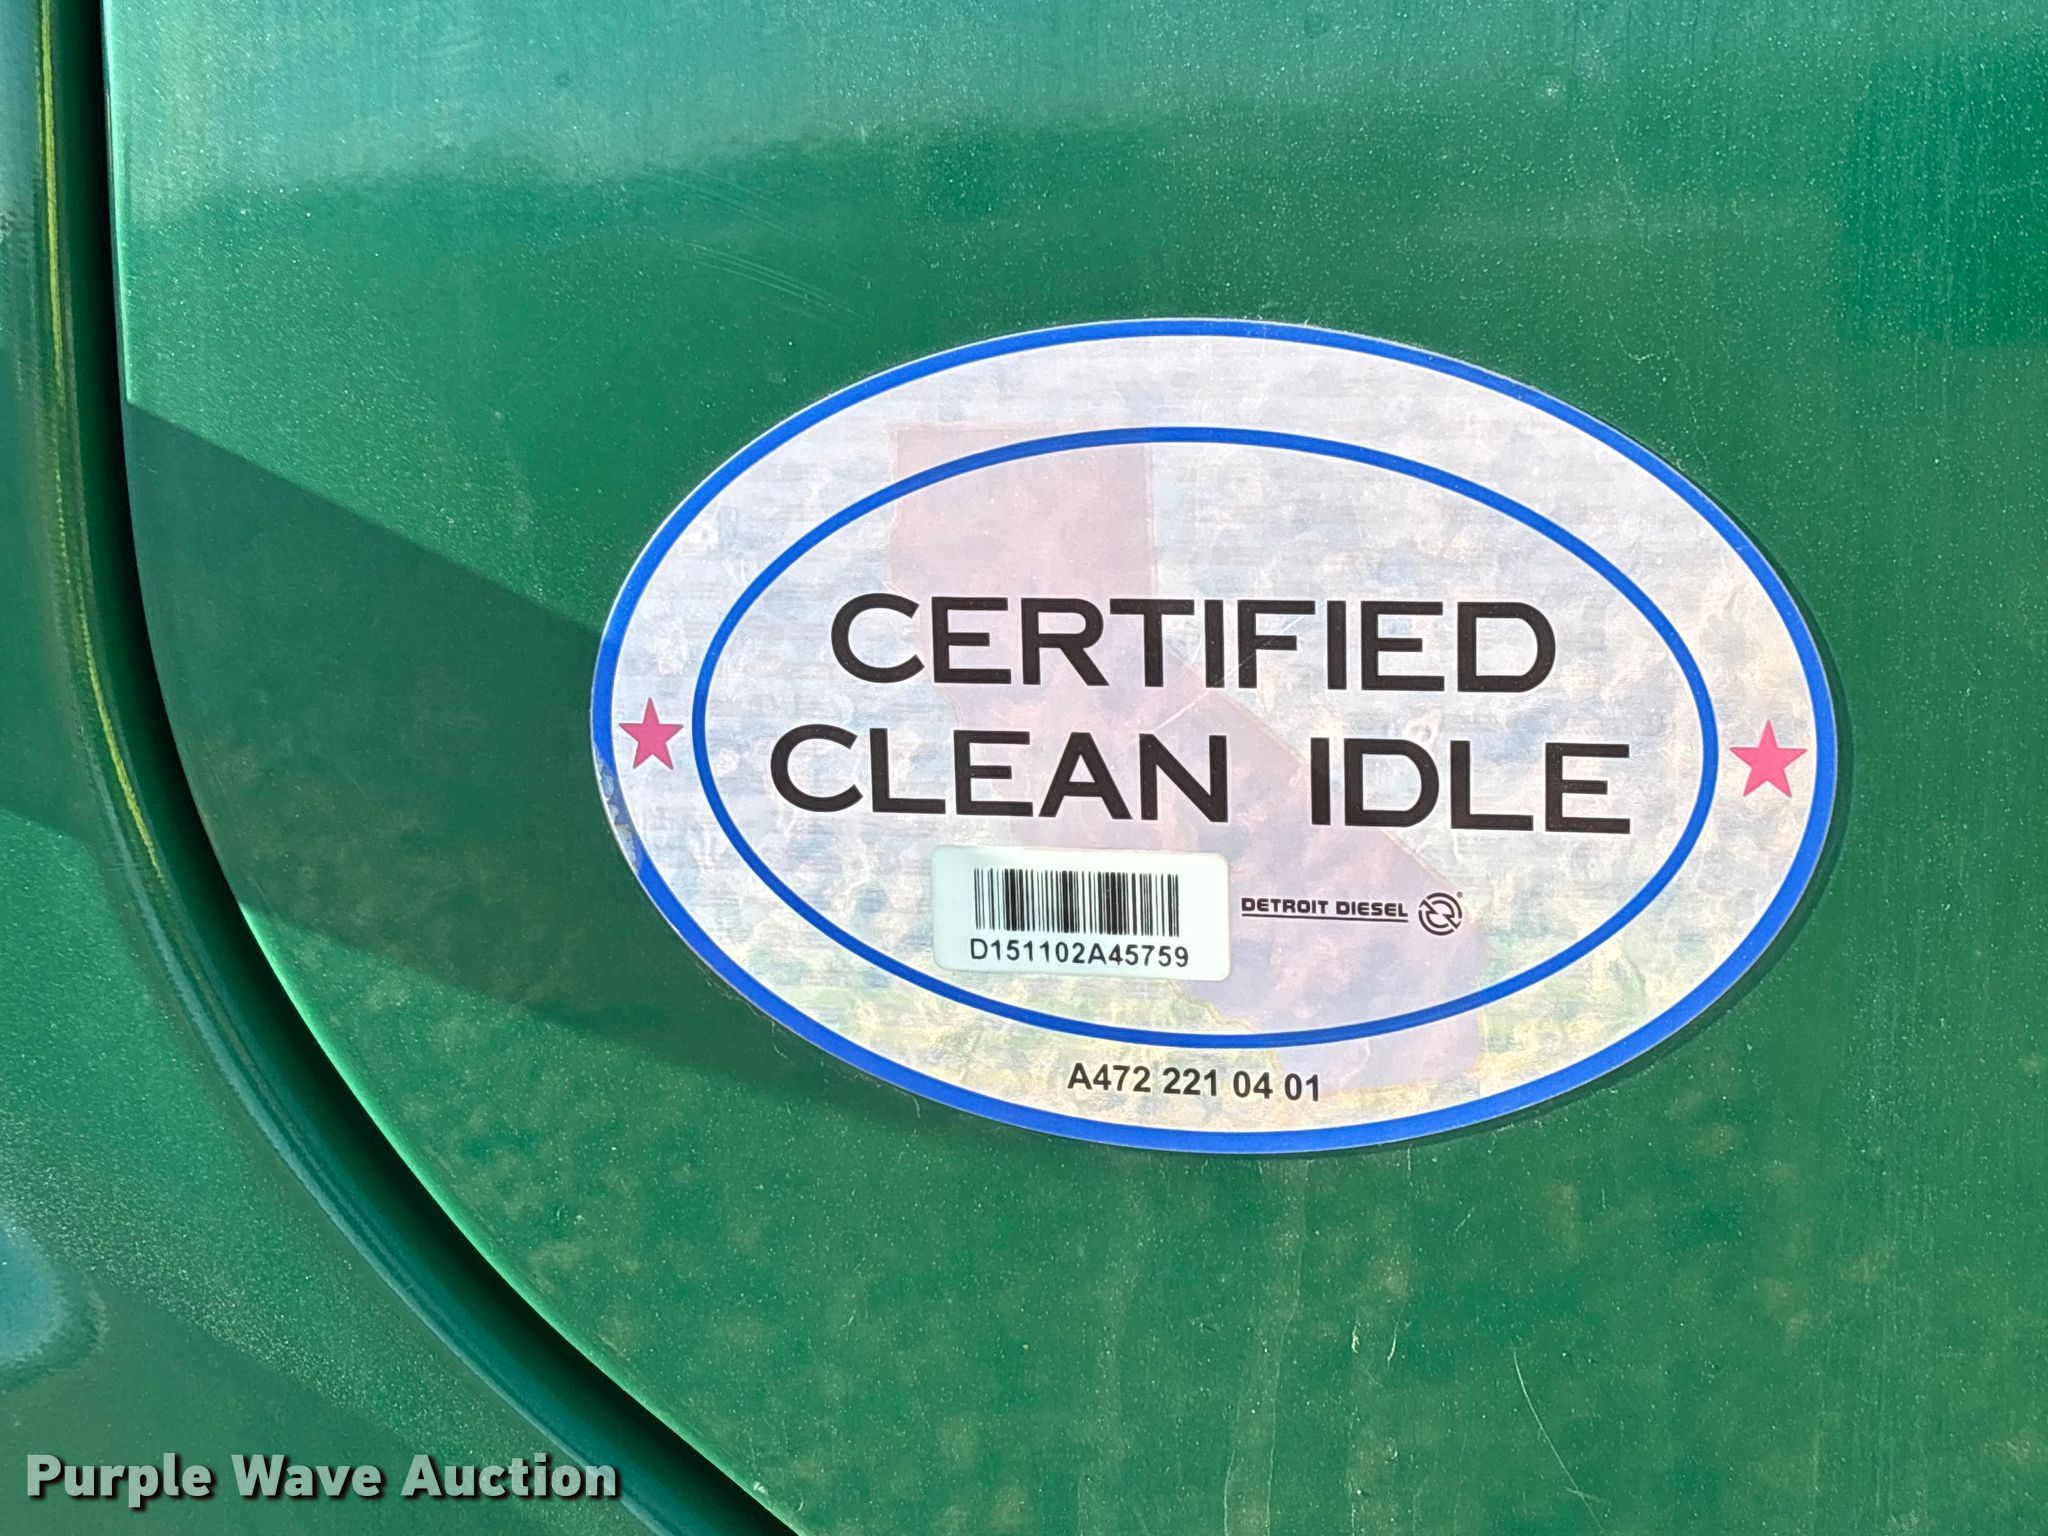 CERTIFIED
CLEAN IDLE
DETROIT DIESEL ®
D151102A45759
A472 221 04 01
Purple Wave Auction